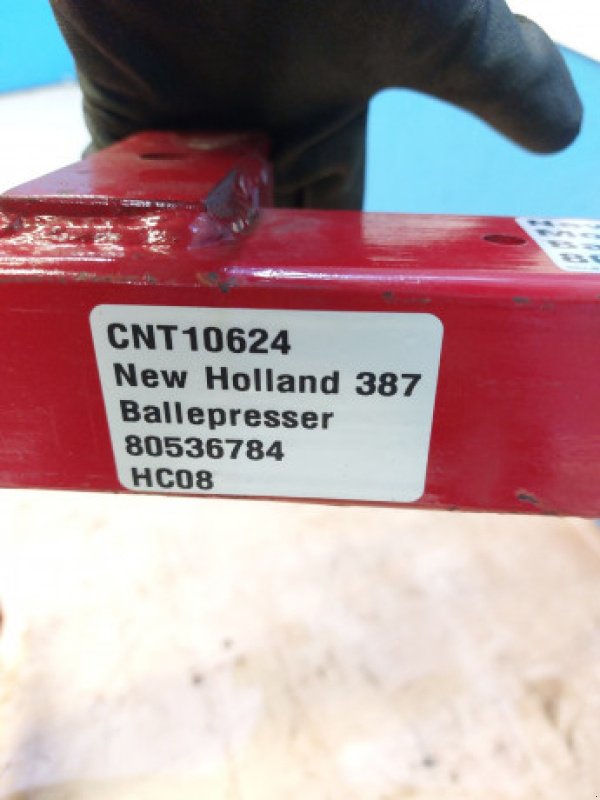 CNT10624
New Holland 387
Ballepresser
80536784
HC08